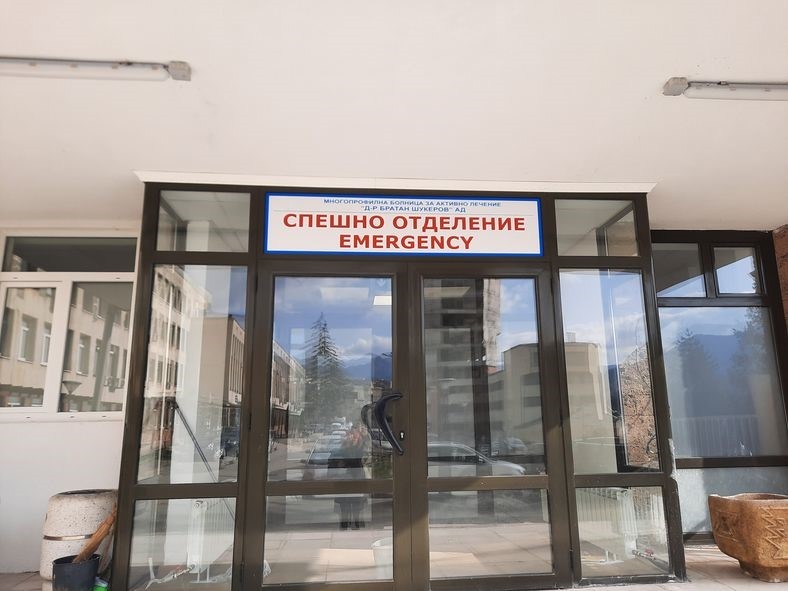 МНОГОПРОФИЛНА БОЛНИЦА ЗА АКТИВНО ЛЕЧЕНИЕ
"Д-Р БРАТАН ШУКЕРОВ" АД
СПЕШНО ОТДЕЛЕНИЕ
EMERGENCY